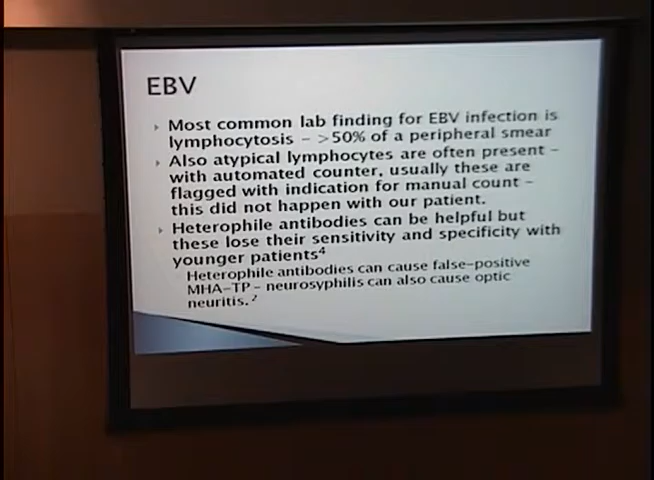 EBV
Most common lab finding for EBV infection is
lymphocytosis – >50% of a peripheral smear
Also atypical lymphocytes are often present –
with automated counter, usually these are
flagged with indication for manual count –
this did not happen with our patient.
Heterophile antibodies can be helpful but
these lose their sensitivity and specificity with
younger patients4
Heterophile antibodies can cause false-positive
MHA-TP – neurosyphilis can also cause optic
neuritis.2